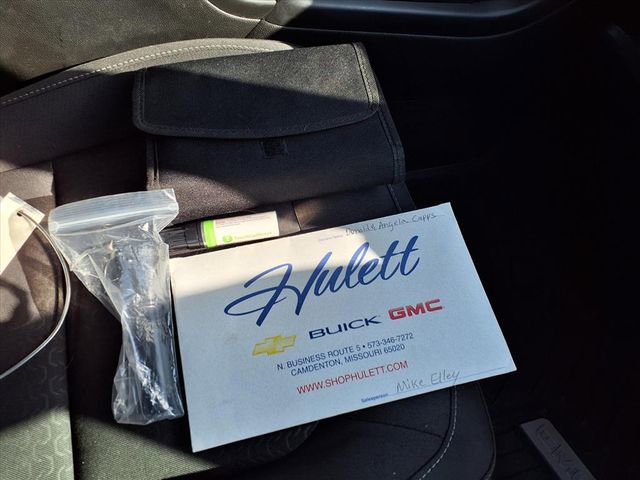 Donald & Angela Capps
Hulett
BUICK GMC
N. BUSINESS ROUTE 5 • 573-346-7272
CAMDENTON, MISSOURI 65020
WWW.SHOPHULETT.COM
Salesperson Mike Elley